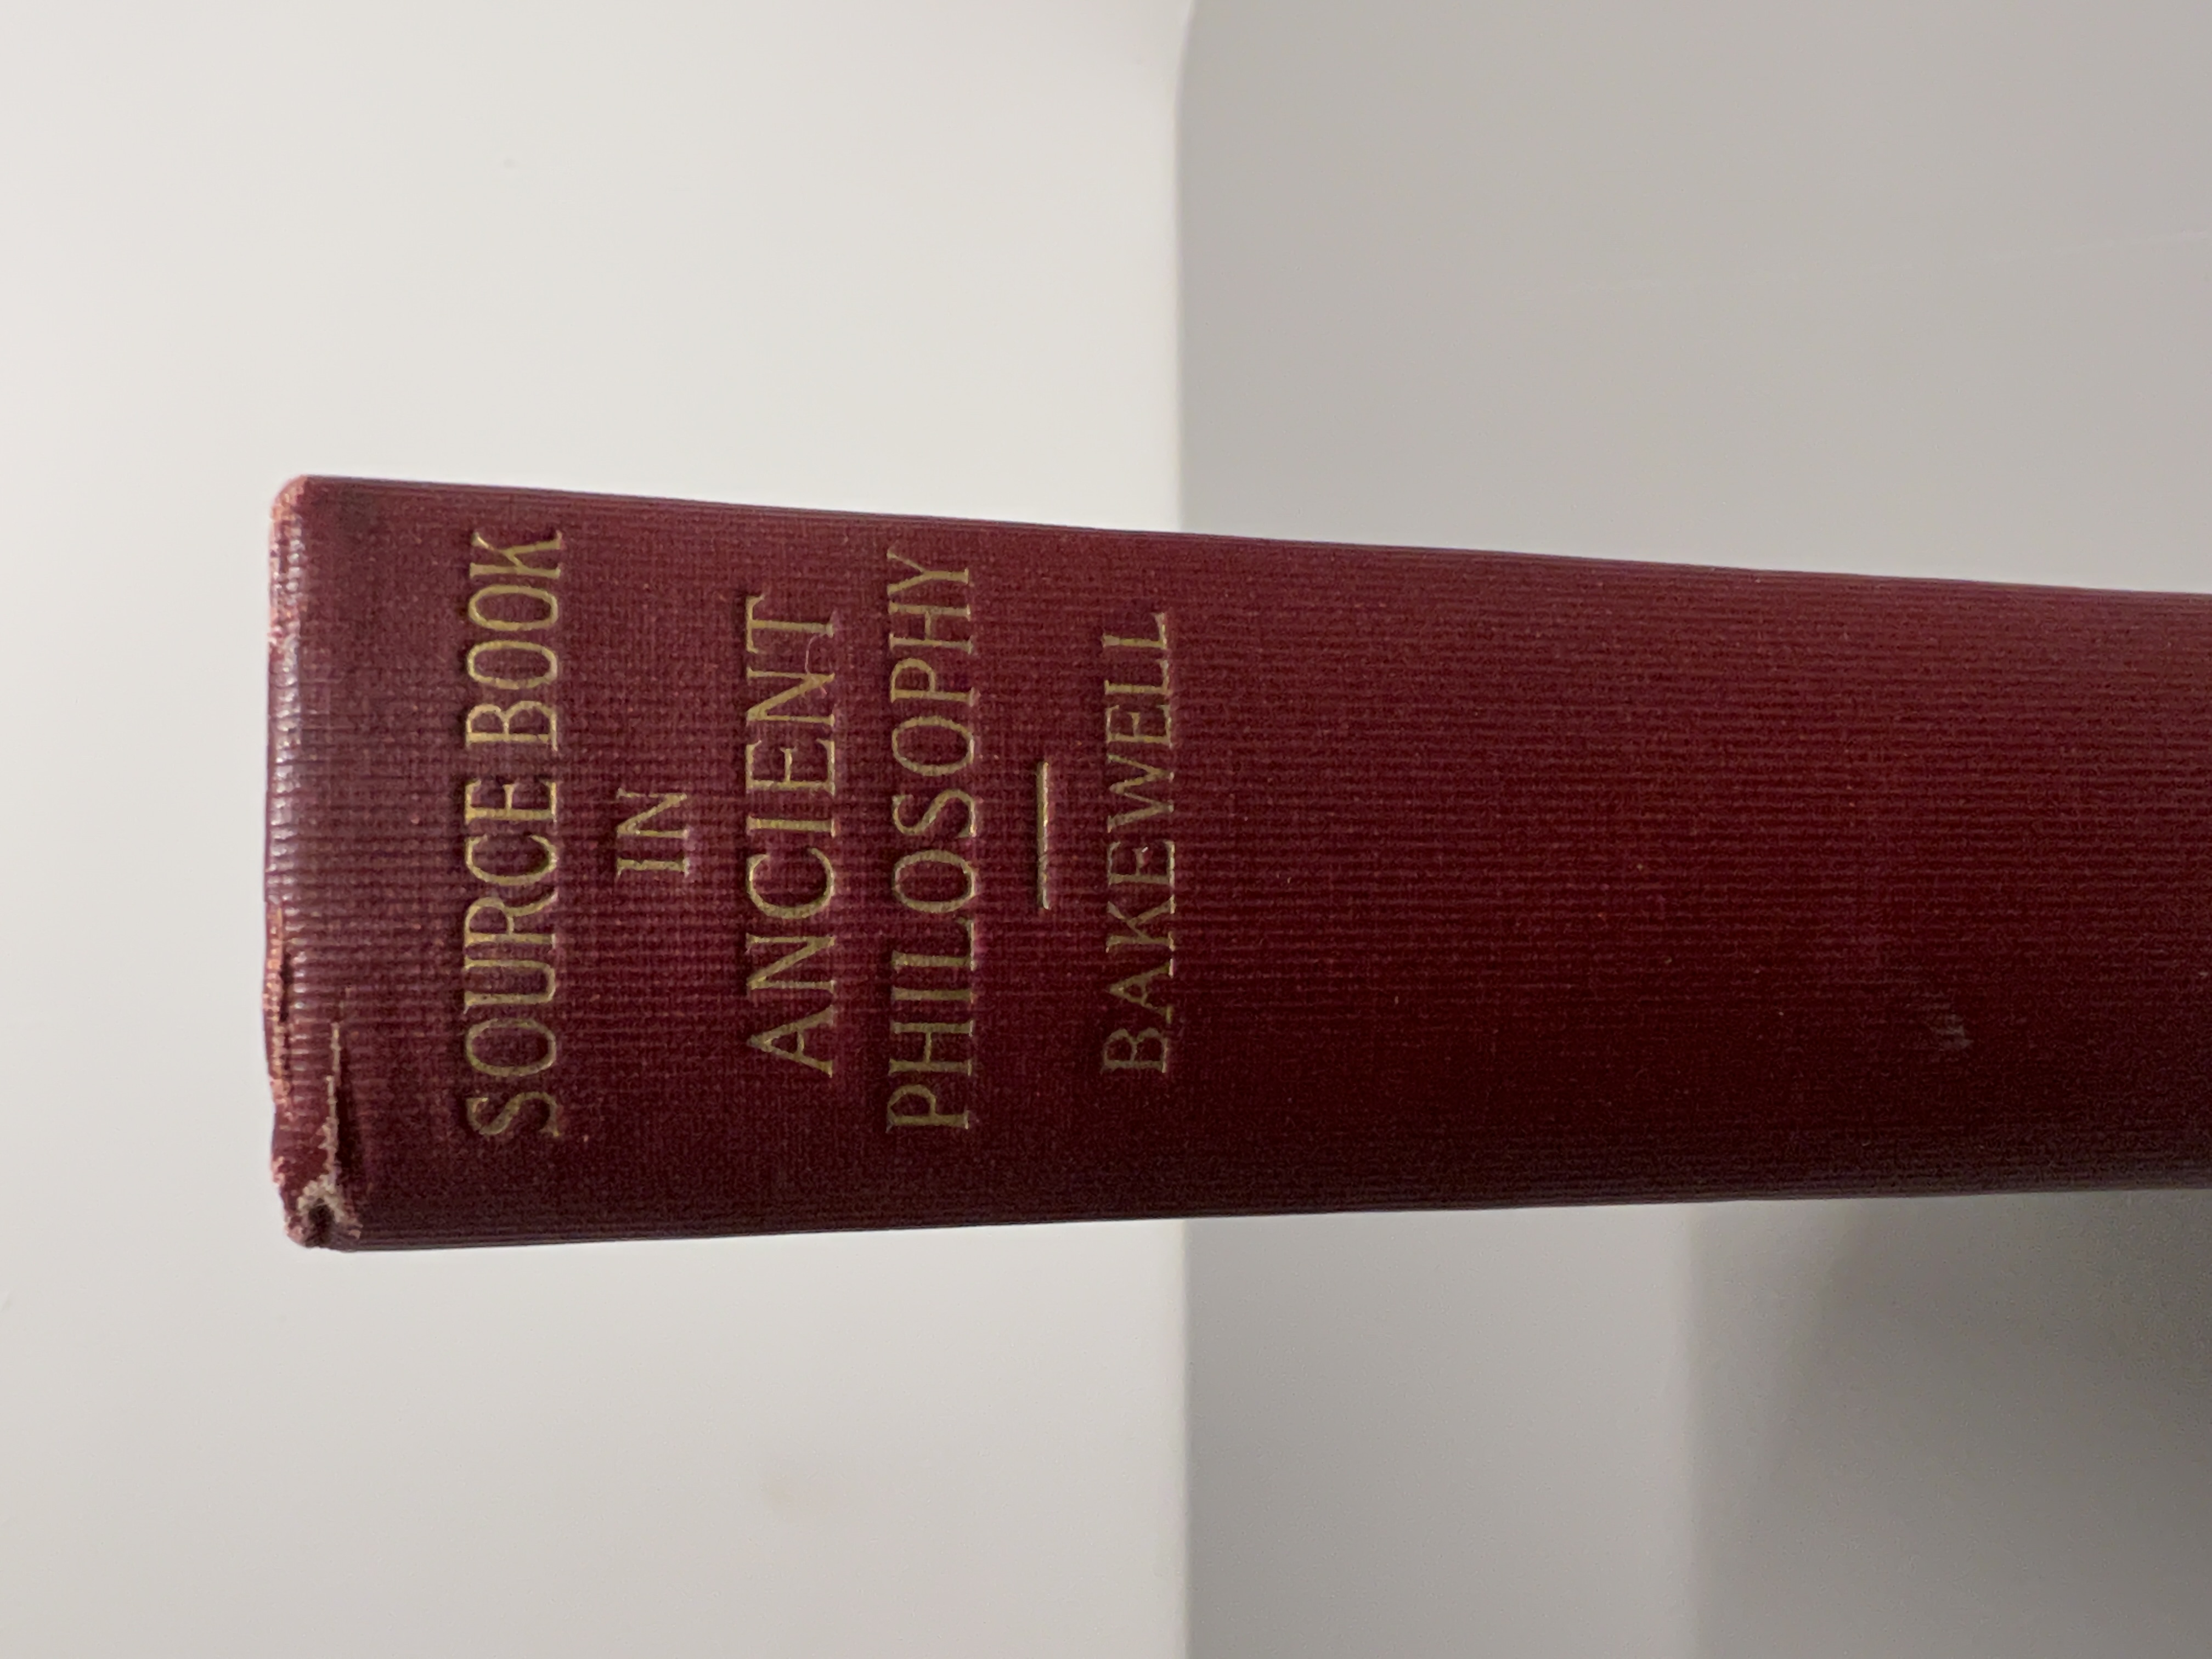 SOURCE BOOK
IN
ANCIENT
PHILOSOPHY
BAKEWELL